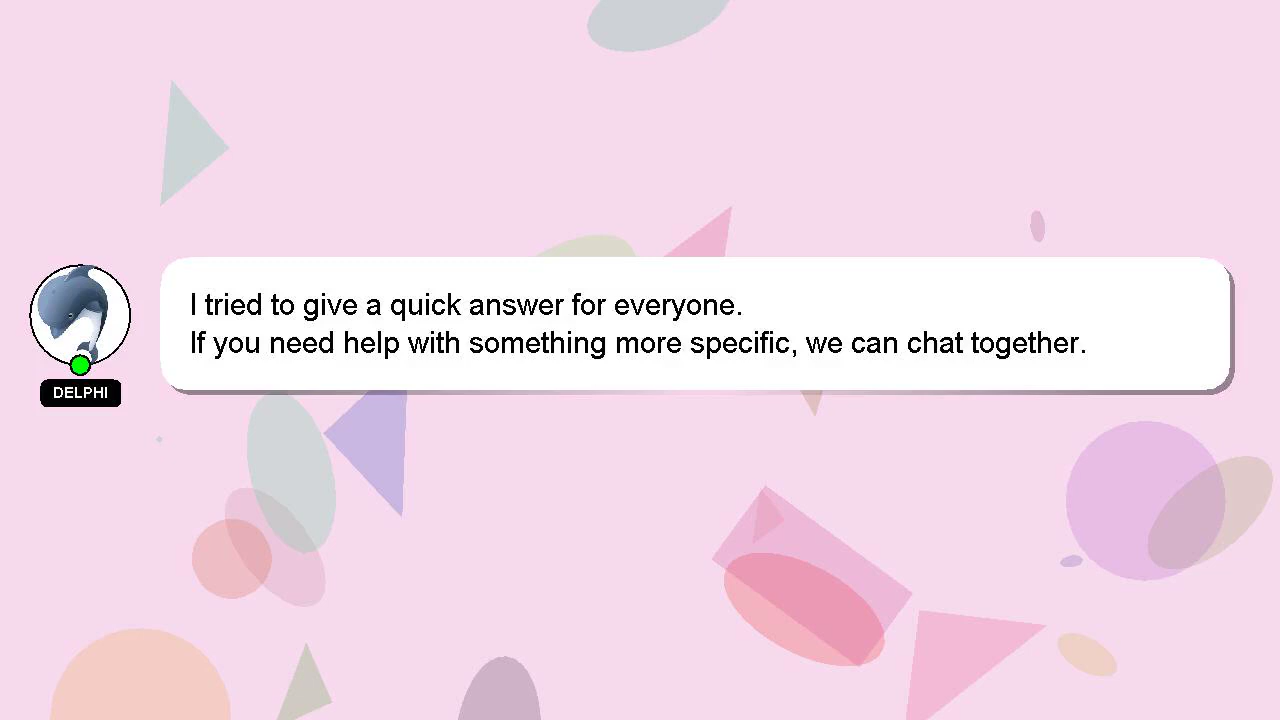 I tried to give a quick answer for everyone.
If you need help with something more specific, we can chat together.
DELPHI